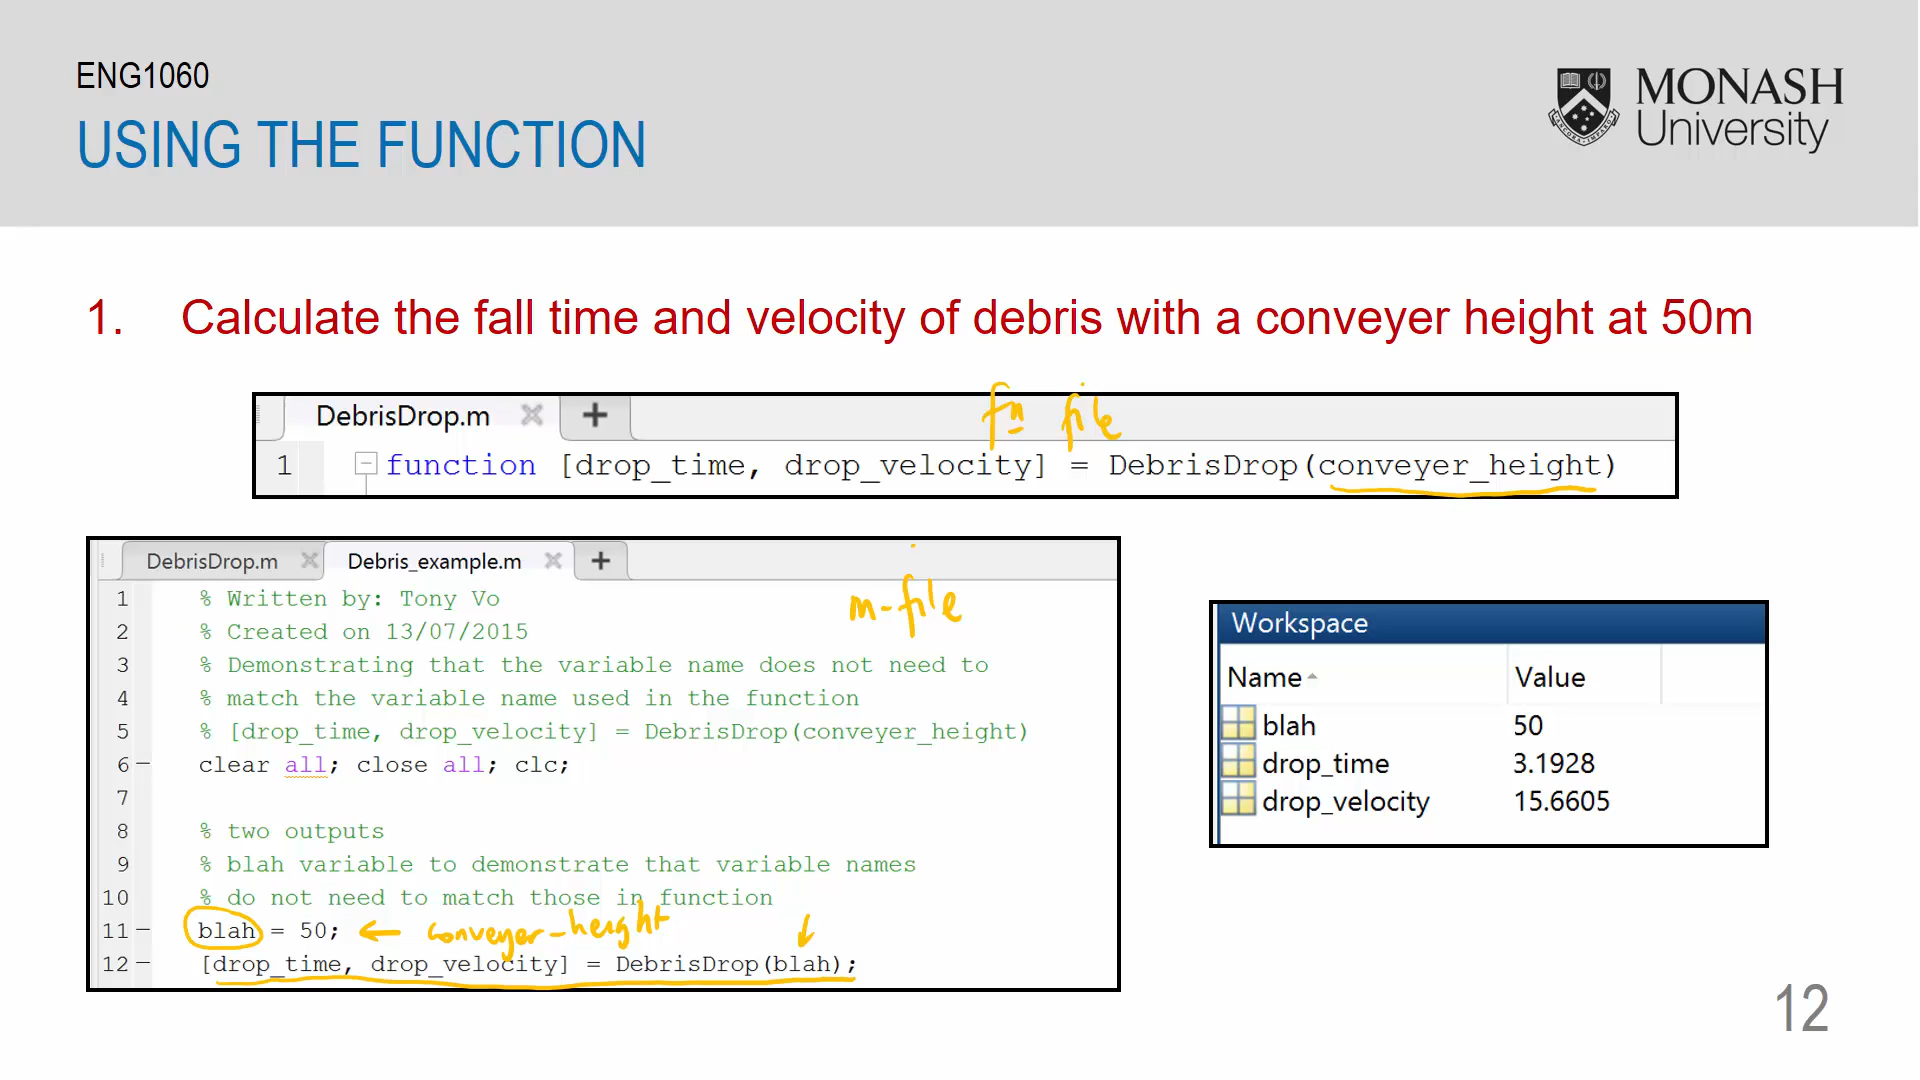 ENG1060
USING THE FUNCTION
MONASH
University
1. Calculate the fall time and velocity of debris with a conveyer height at 50m
DebrisDrop.m
fn file
1 function [drop_time, drop_velocity] = DebrisDrop(conveyer_height)
DebrisDrop.m Debris_example.m
m-file
1 % Written by: Tony Vo
2 % Created on 13/07/2015
3 % Demonstrating that the variable name does not need to
4 % match the variable name used in the function
5 % [drop_time, drop_velocity] = DebrisDrop(conveyer_height)
6 clear all; close all; clc;
7
8 % two outputs
9 % blah variable to demonstrate that variable names
10 % do not need to match those in function
11 blah = 50; ← conveyer-height
12 [drop_time, drop_velocity] = DebrisDrop(blah);
Workspace
Name Value
blah 50
drop_time 3.1928
drop_velocity 15.6605
12